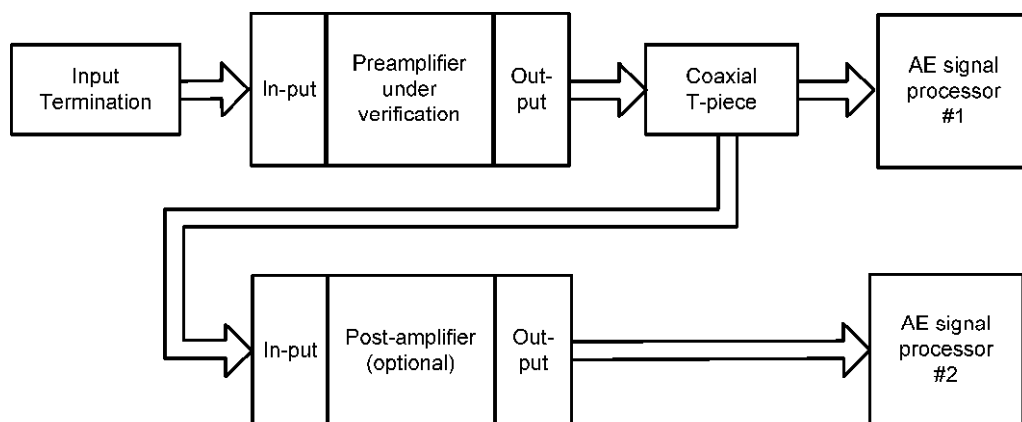 Input
Termination
In-put
Preamplifier
under
verification
Out-
put
Coaxial
T-piece
AE signal
processor
#1
In-put
Post-amplifier
(optional)
Out-
put
AE signal
processor
#2